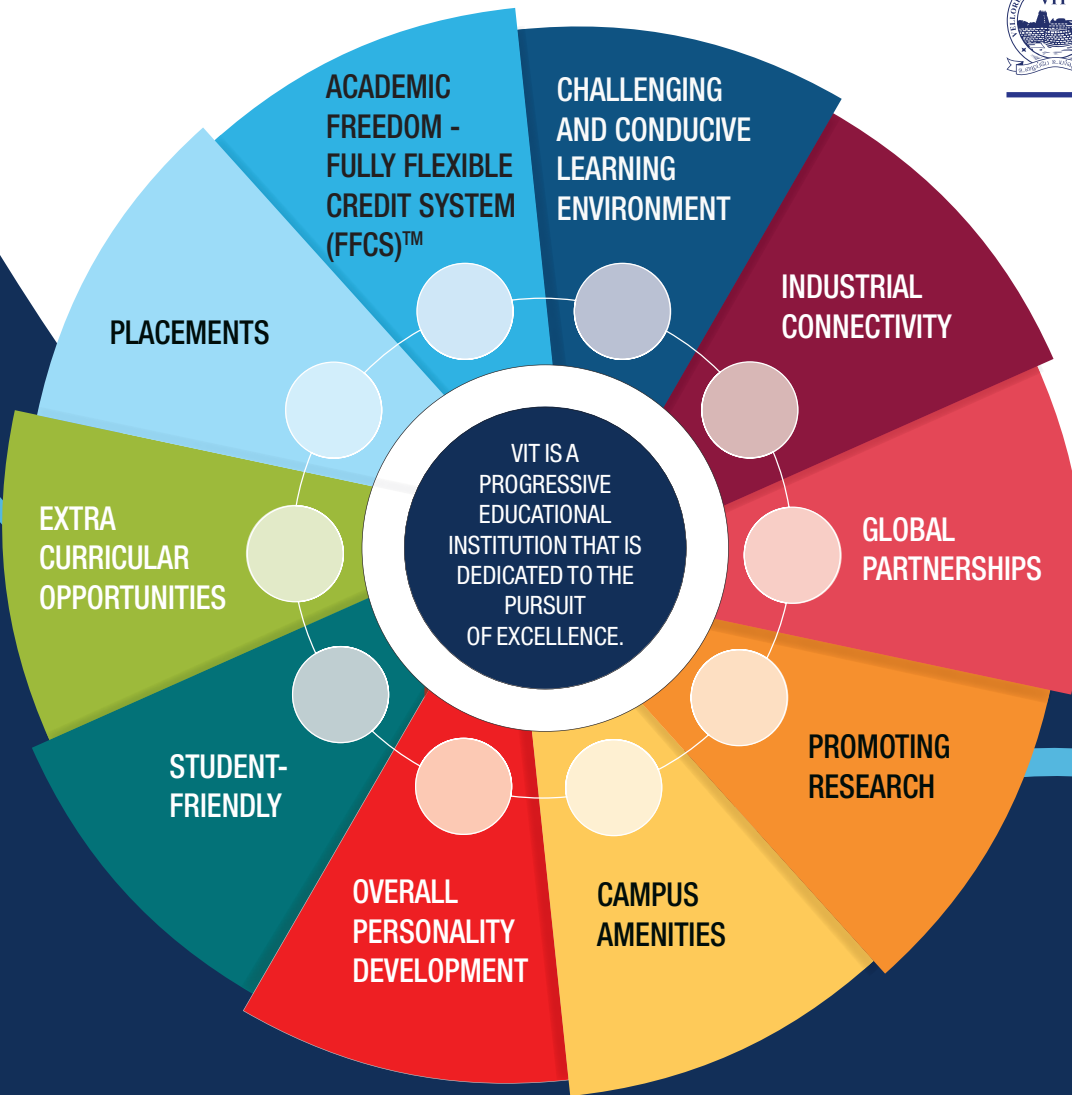 VIT
VELLORE
ACADEMIC
FREEDOM -
FULLY FLEXIBLE
CREDIT SYSTEM
(FFCS)™
CHALLENGING
AND CONDUCIVE
LEARNING
ENVIRONMENT
INDUSTRIAL
CONNECTIVITY
GLOBAL
PARTNERSHIPS
PROMOTING
RESEARCH
CAMPUS
AMENITIES
OVERALL
PERSONALITY
DEVELOPMENT
STUDENT-
FRIENDLY
EXTRA
CURRICULAR
OPPORTUNITIES
PLACEMENTS
VIT IS A
PROGRESSIVE
EDUCATIONAL
INSTITUTION THAT IS
DEDICATED TO THE
PURSUIT
OF EXCELLENCE.